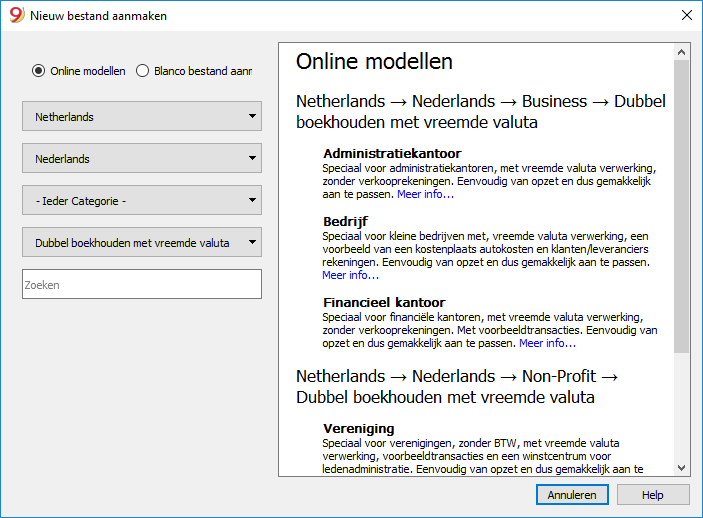 9 Nieuw bestand aanmaken
Online modellen Blanco bestand aanr
Netherlands
Nederlands
- Ieder Categorie -
Dubbel boekhouden met vreemde valuta
Zoeken
Online modellen
Netherlands → Nederlands → Business → Dubbel
boekhouden met vreemde valuta
Administratiekantoor
Speciaal voor administratiekantoren, met vreemde valuta verwerking,
zonder verkooprekeningen. Eenvoudig van opzet en dus gemakkelijk
aan te passen. Meer info...
Bedrijf
Speciaal voor kleine bedrijven met, vreemde valuta verwerking, een
voorbeeld van een kostenplaats autokosten en klanten/leveranciers
rekeningen. Eenvoudig van opzet en dus gemakkelijk aan te passen.
Meer info...
Financieel kantoor
Speciaal voor financiële kantoren, met vreemde valuta verwerking,
zonder verkooprekeningen. Met voorbeeldtransacties. Eenvoudig van
opzet en dus gemakkelijk aan te passen. Meer info...
Netherlands → Nederlands → Non-Profit →
Dubbel boekhouden met vreemde valuta
Vereniging
Speciaal voor verenigingen, zonder BTW, met vreemde valuta
verwerking, voorbeeldtransacties en een winstcentrum voor
ledenadministratie. Eenvoudig van opzet en dus gemakkelijk aan te
Annuleren Help